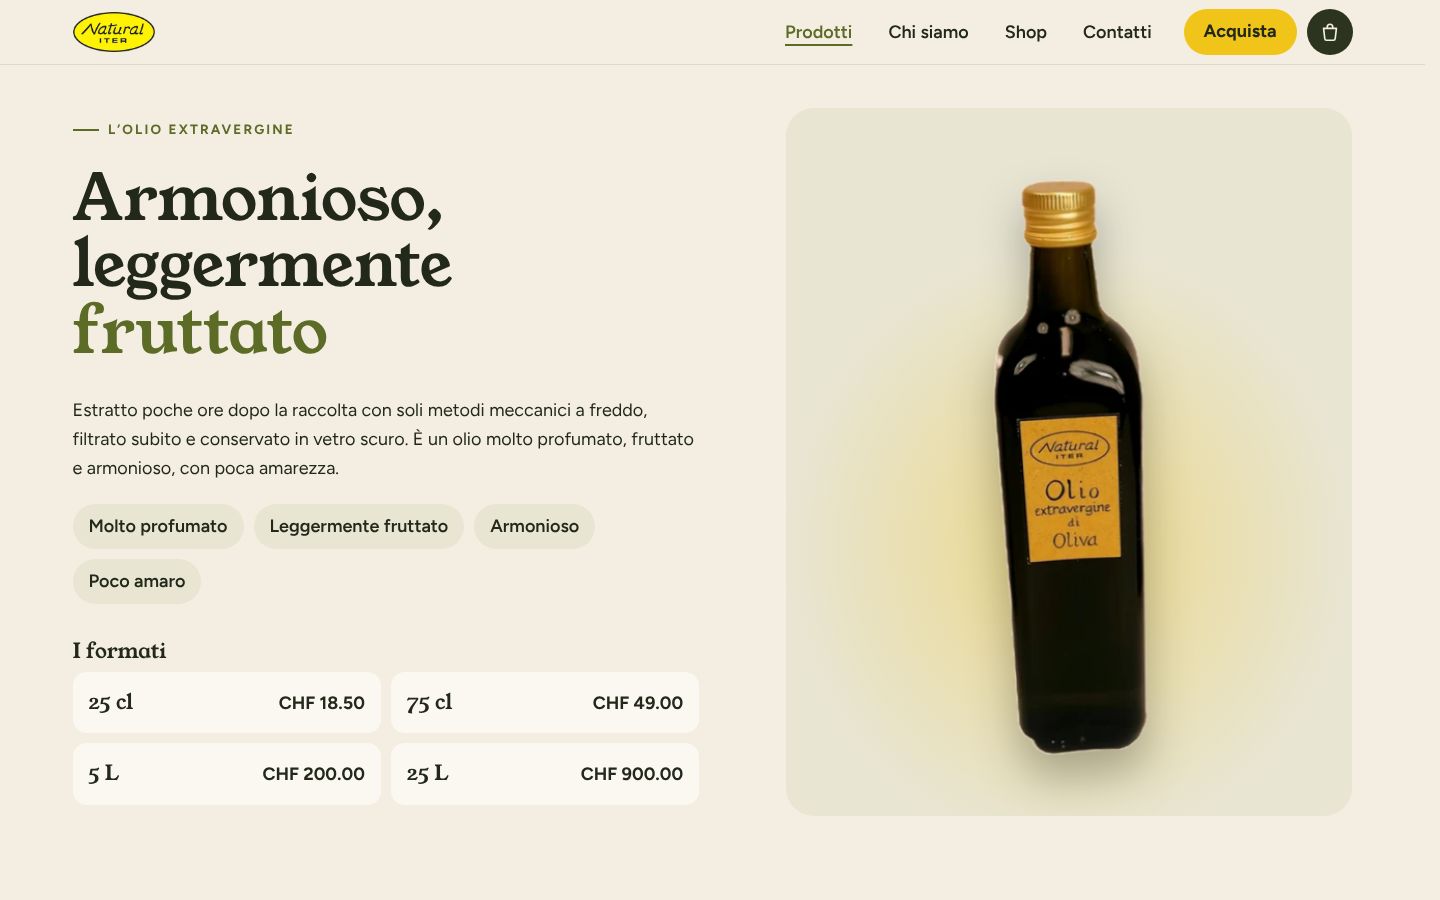 Natural
ITER
Prodotti
Chi siamo
Shop
Contatti
Acquista
L'OLIO EXTRAVERGINE
Armonioso,
leggermente
fruttato
Estratto poche ore dopo la raccolta con soli metodi meccanici a freddo,
filtrato subito e conservato in vetro scuro. È un olio molto profumato, fruttato
e armonioso, con poca amarezza.
Molto profumato
Leggermente fruttato
Armonioso
Poco amaro
I formati
25 cl CHF 18.50
75 cl CHF 49.00
5 L CHF 200.00
25 L CHF 900.00
Natural
ITER
Olio
extravergine
di
Oliva